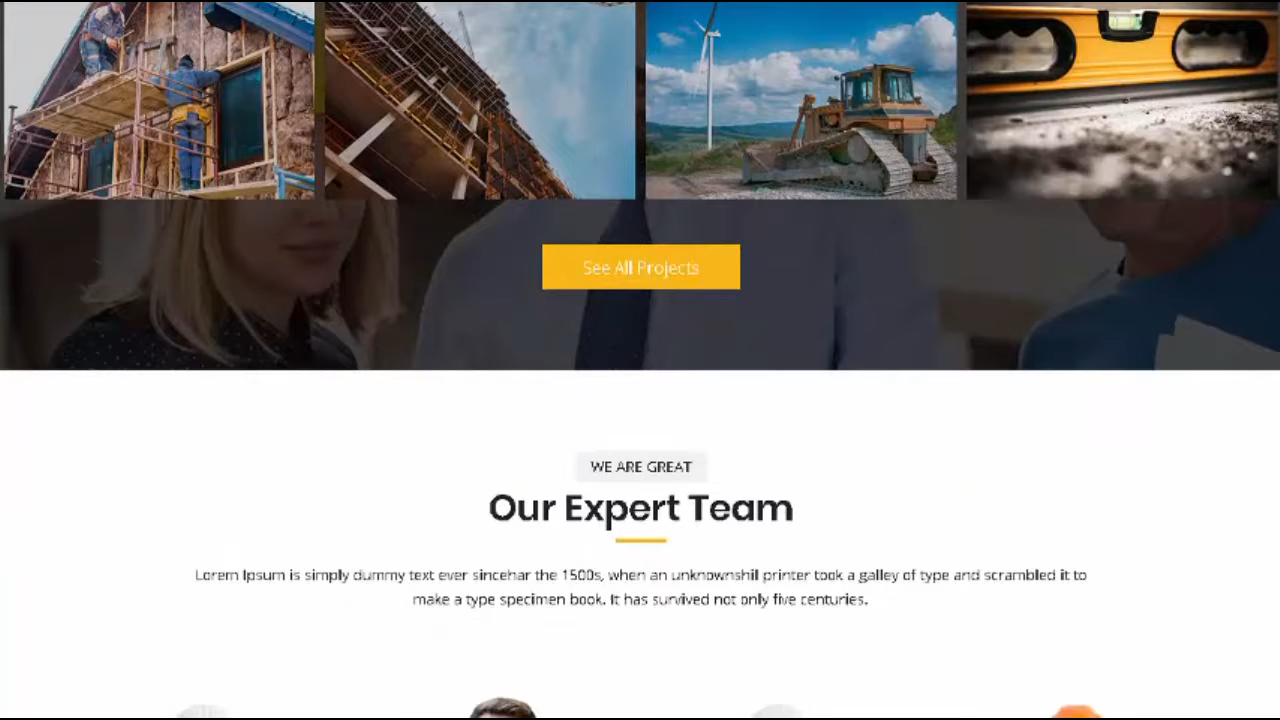 See All Projects
WE ARE GREAT
Our Expert Team
Lorem Ipsum is simply dummy text ever sincehar the 1500s, when an unknownshil printer took a galley of type and scrambled it to
make a type specimen book. It has survived not only five centuries.